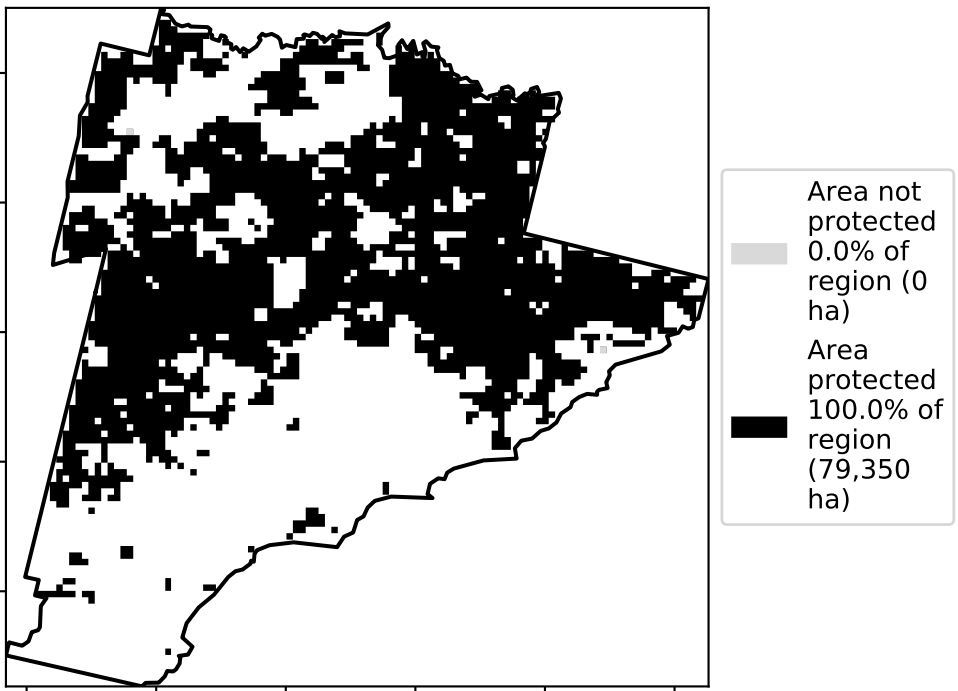 Area not
protected
0.0% of
region (0
ha)
Area
protected
100.0% of
region
(79,350
ha)